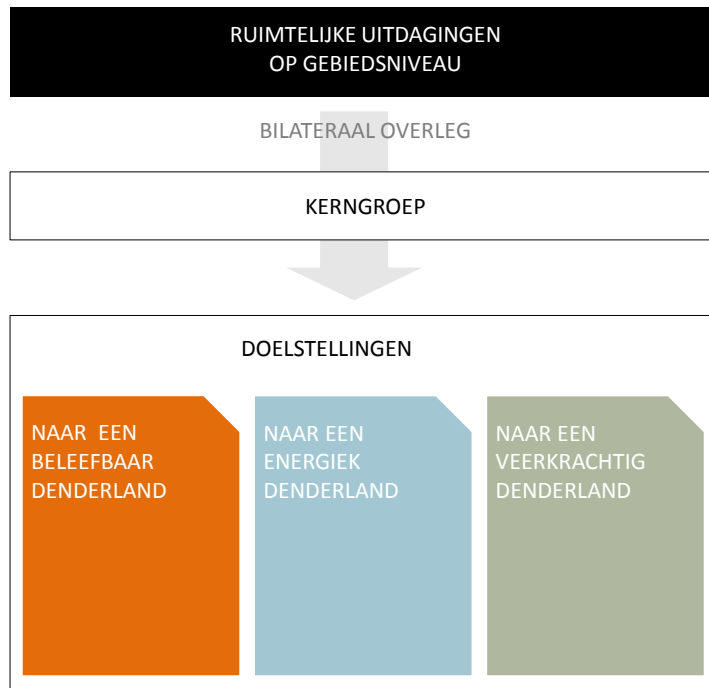 RUIMTELIJKE UITDAGINGEN
OP GEBIEDSNIVEAU
BILATERAAL OVERLEG
KERNGROEP
DOELSTELLINGEN
NAAR EEN
BELEEFBAAR
DENDERLAND
NAAR EEN
ENERGIEK
DENDERLAND
NAAR EEN
VEERKRACHTIG
DENDERLAND